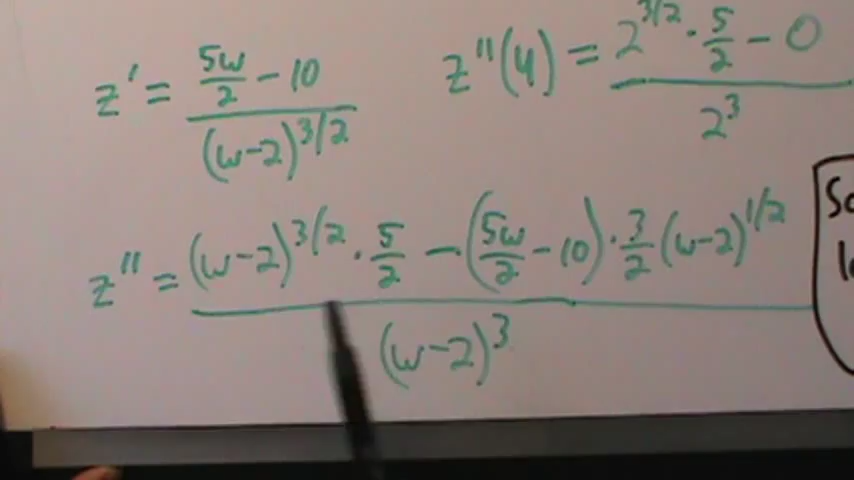 z' = (5w/2 - 10)/(w-2)^3/2
z''(4) = (2^3/2 · 5/2 - 0)/2^3
z'' = ((w-2)^3/2 · 5/2 - (5w/2 - 10) · 3/2 (w-2)^1/2)/(w-2)^3